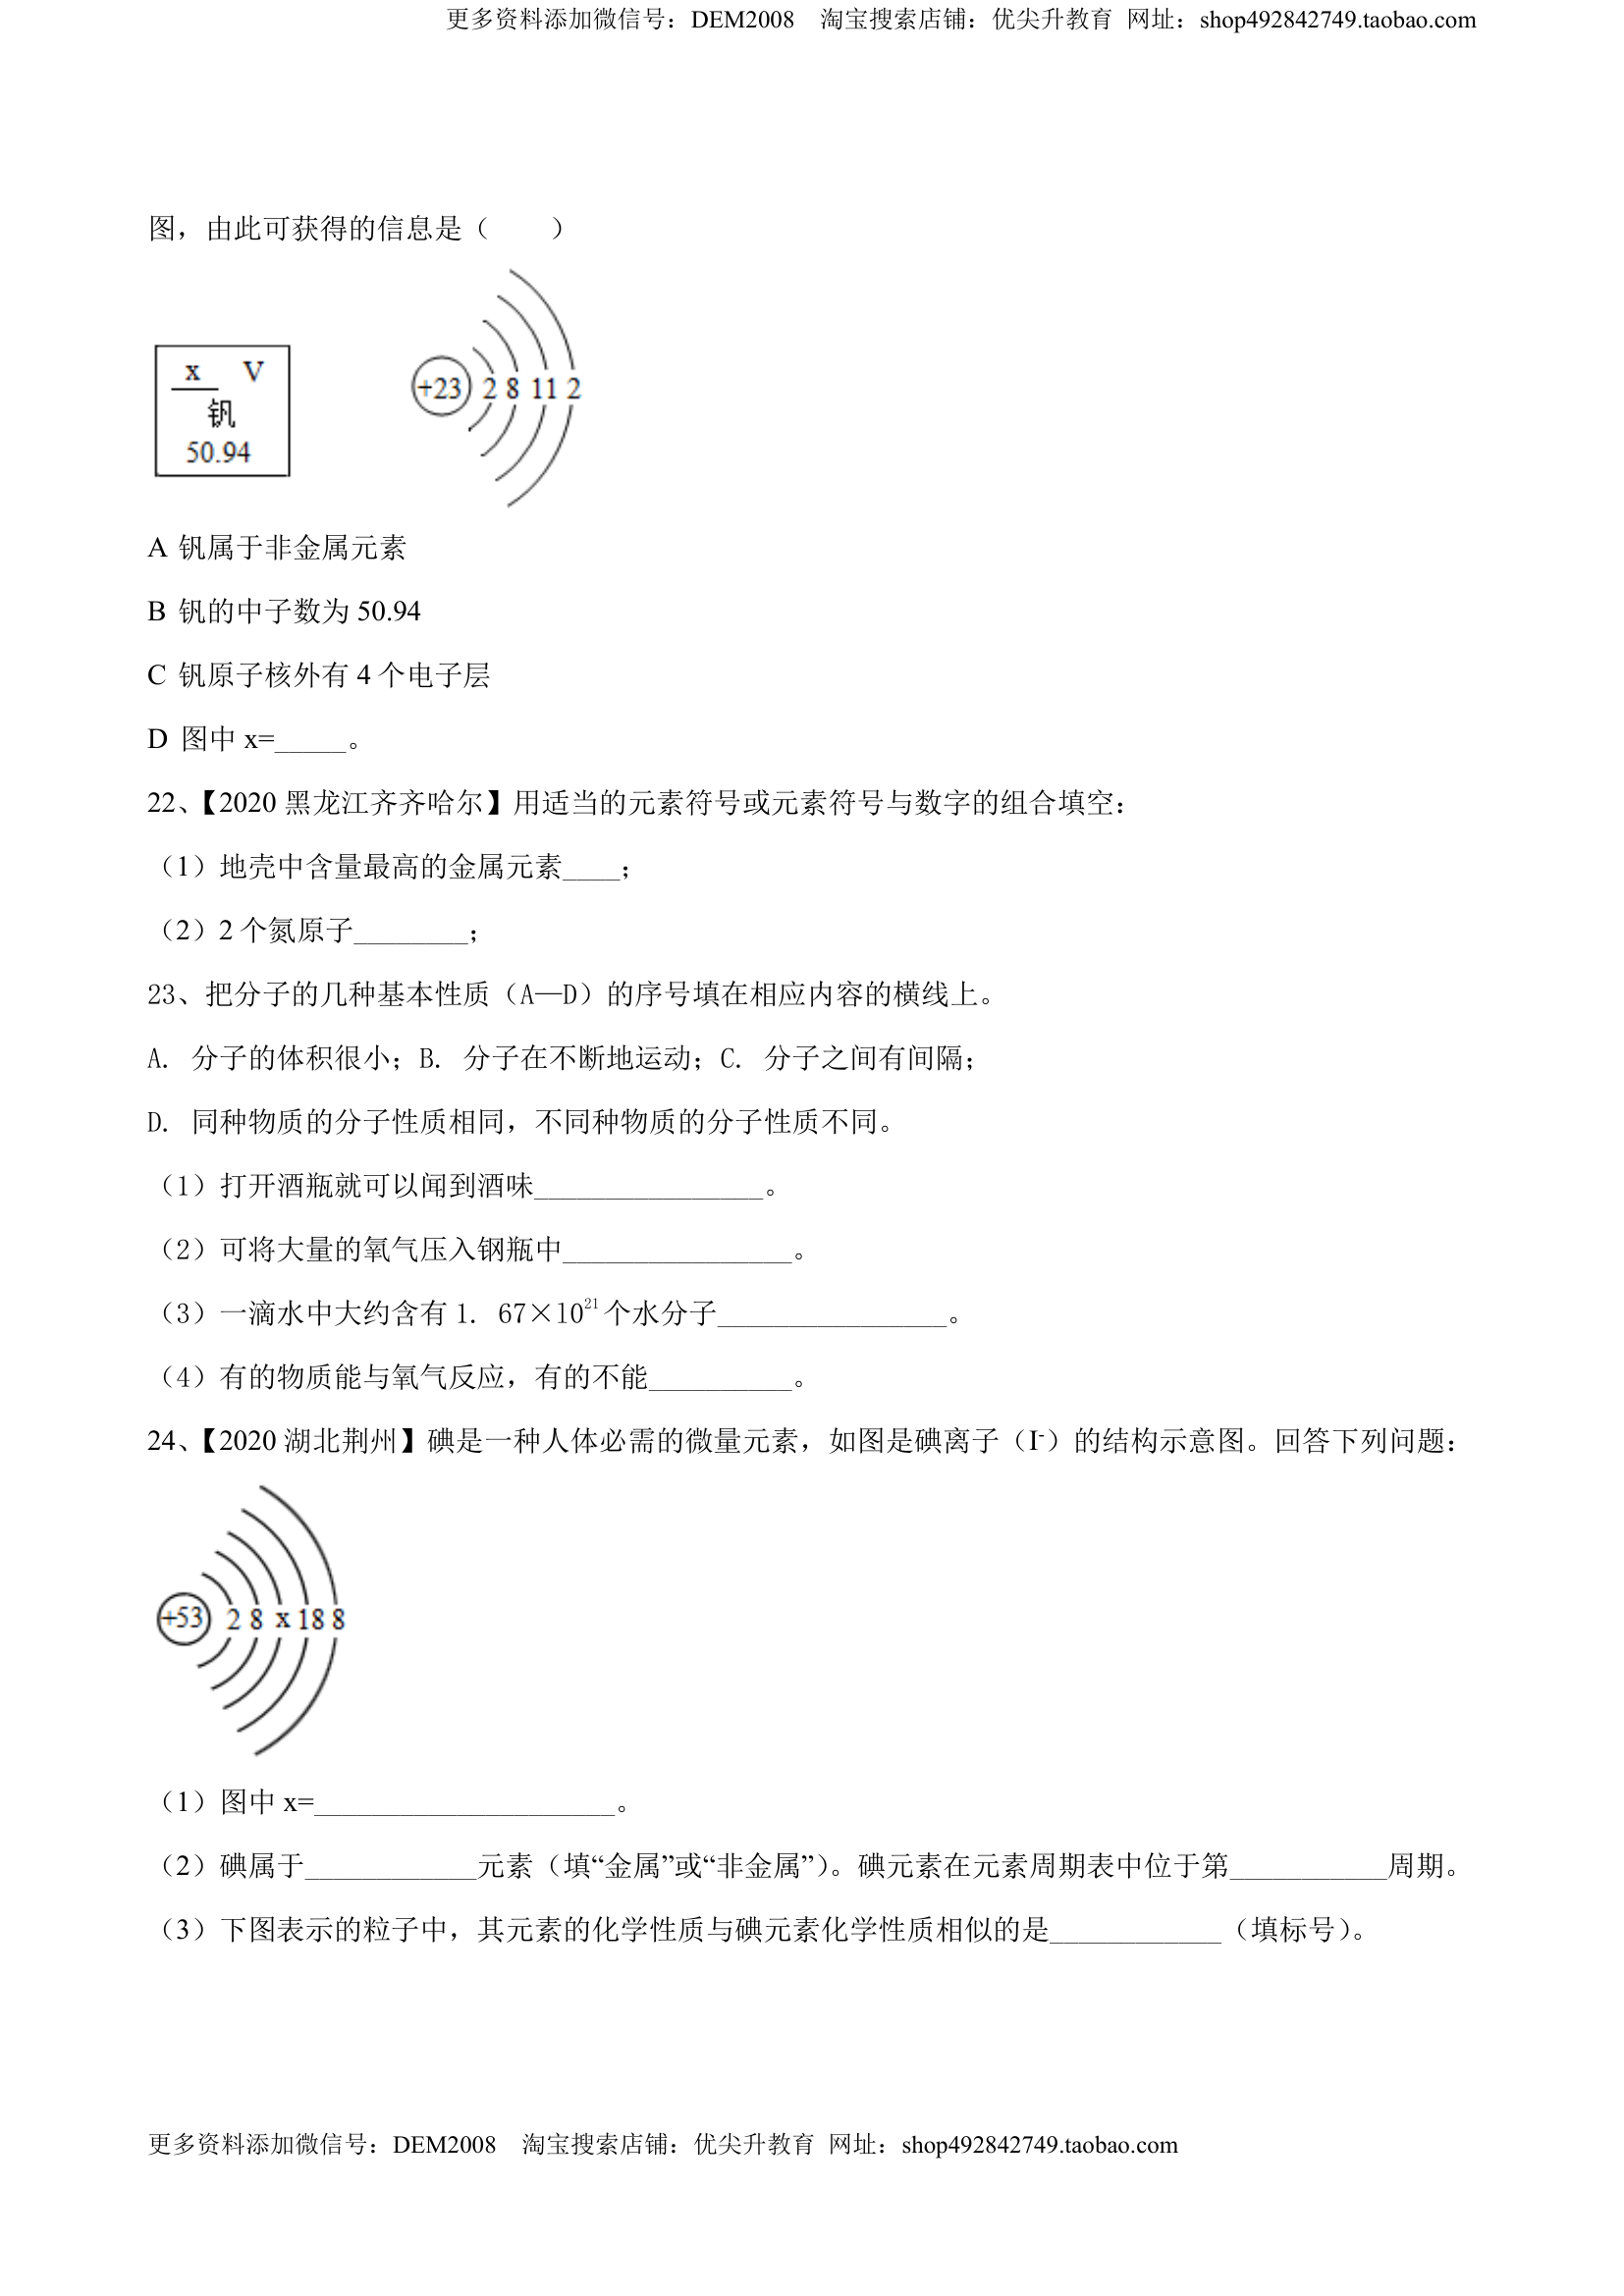 更多资料添加微信号：DEM2008 淘宝搜索店铺：优尖升教育 网址：shop492842749.taobao.com
图，由此可获得的信息是（　　）
x V
钒
50.94
+23 2 8 11 2
A 钒属于非金属元素
B 钒的中子数为 50.94
C 钒原子核外有 4 个电子层
D 图中 x=_____。
22、【2020 黑龙江齐齐哈尔】用适当的元素符号或元素符号与数字的组合填空：
（1）地壳中含量最高的金属元素____；
（2）2 个氮原子________；
23、把分子的几种基本性质（A—D）的序号填在相应内容的横线上。
A. 分子的体积很小；B. 分子在不断地运动；C. 分子之间有间隔；
D. 同种物质的分子性质相同，不同种物质的分子性质不同。
（1）打开酒瓶就可以闻到酒味________________。
（2）可将大量的氧气压入钢瓶中________________。
（3）一滴水中大约含有 1. 67×l0²¹个水分子________________。
（4）有的物质能与氧气反应，有的不能__________。
24、【2020 湖北荆州】碘是一种人体必需的微量元素，如图是碘离子（I⁻）的结构示意图。回答下列问题：
+53 2 8 x 18 8
（1）图中 x=_____________________。
（2）碘属于____________元素（填“金属”或“非金属”）。碘元素在元素周期表中位于第___________周期。
（3）下图表示的粒子中，其元素的化学性质与碘元素化学性质相似的是____________（填标号）。
更多资料添加微信号：DEM2008 淘宝搜索店铺：优尖升教育 网址：shop492842749.taobao.com